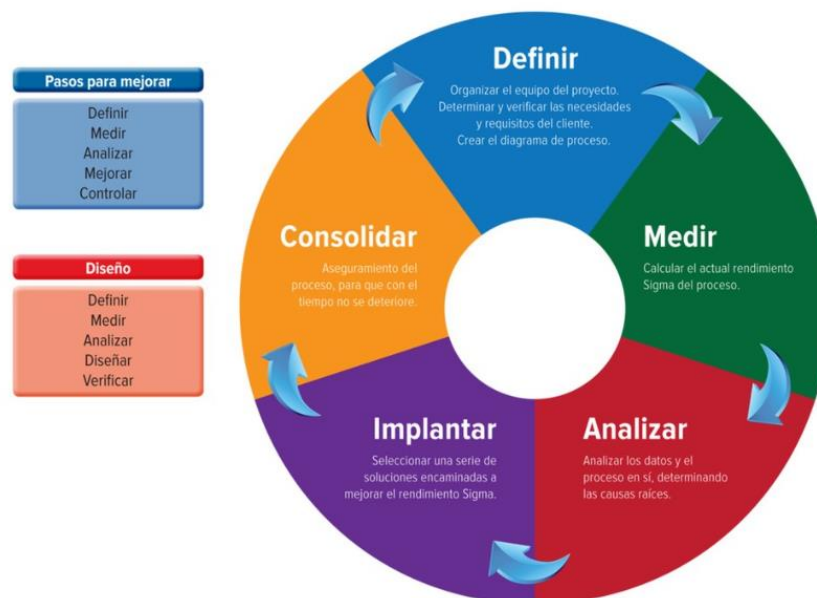 Pasos para mejorar
Definir
Medir
Analizar
Mejorar
Controlar
Diseño
Definir
Medir
Analizar
Diseñar
Verificar
Definir
Organizar el equipo del proyecto.
Determinar y verificar las necesidades
y requisitos del cliente.
Crear el diagrama de proceso.
Medir
Calcular el actual rendimiento
Sigma del proceso.
Analizar
Analizar los datos y el
proceso en sí, determinando
las causas raíces.
Implantar
Seleccionar una serie de
soluciones encaminadas a
mejorar el rendimiento Sigma.
Consolidar
Aseguramiento del
proceso, para que con el
tiempo no se deteriore.